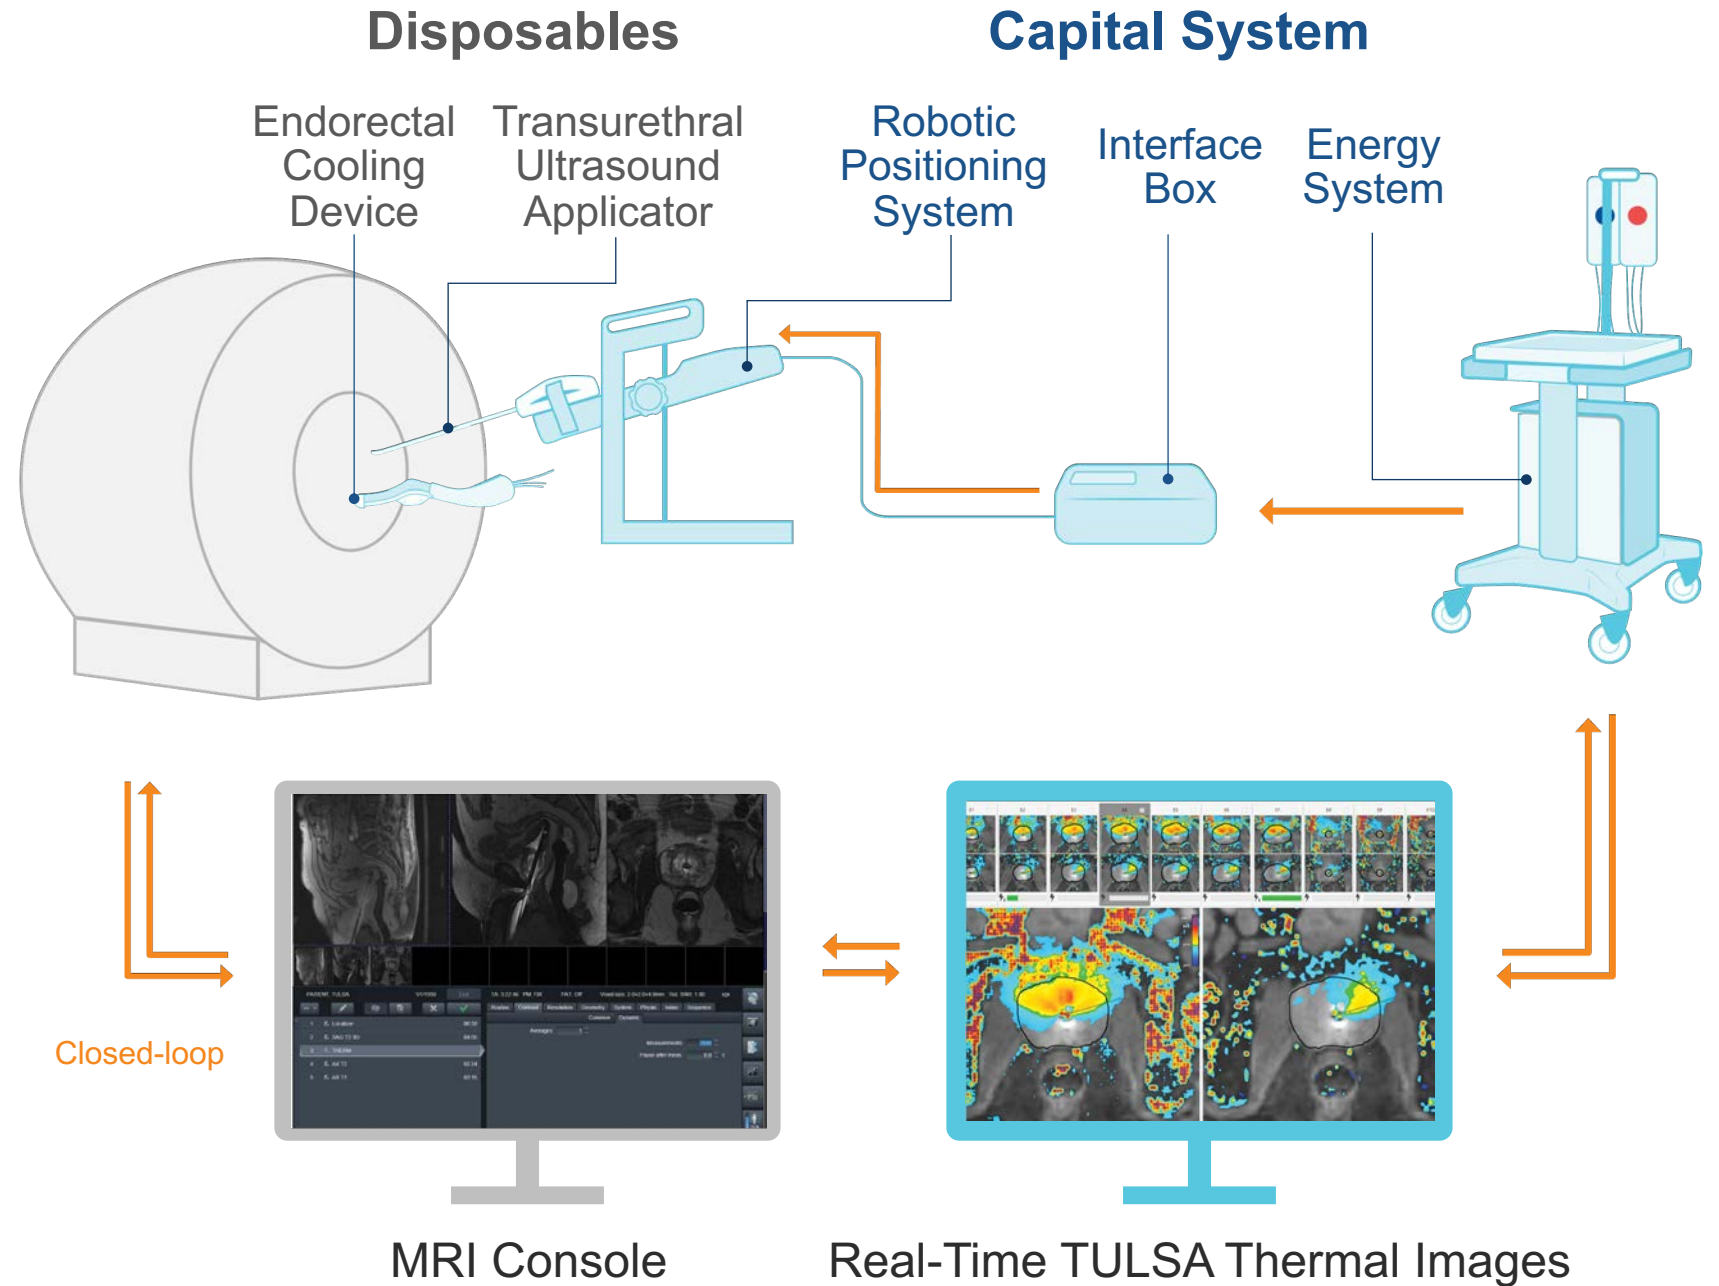 Disposables
Capital System
Endorectal
Cooling
Device
Transurethral
Ultrasound
Applicator
Robotic
Positioning
System
Interface
Box
Energy
System
Closed-loop
MRI Console
Real-Time TULSA Thermal Images